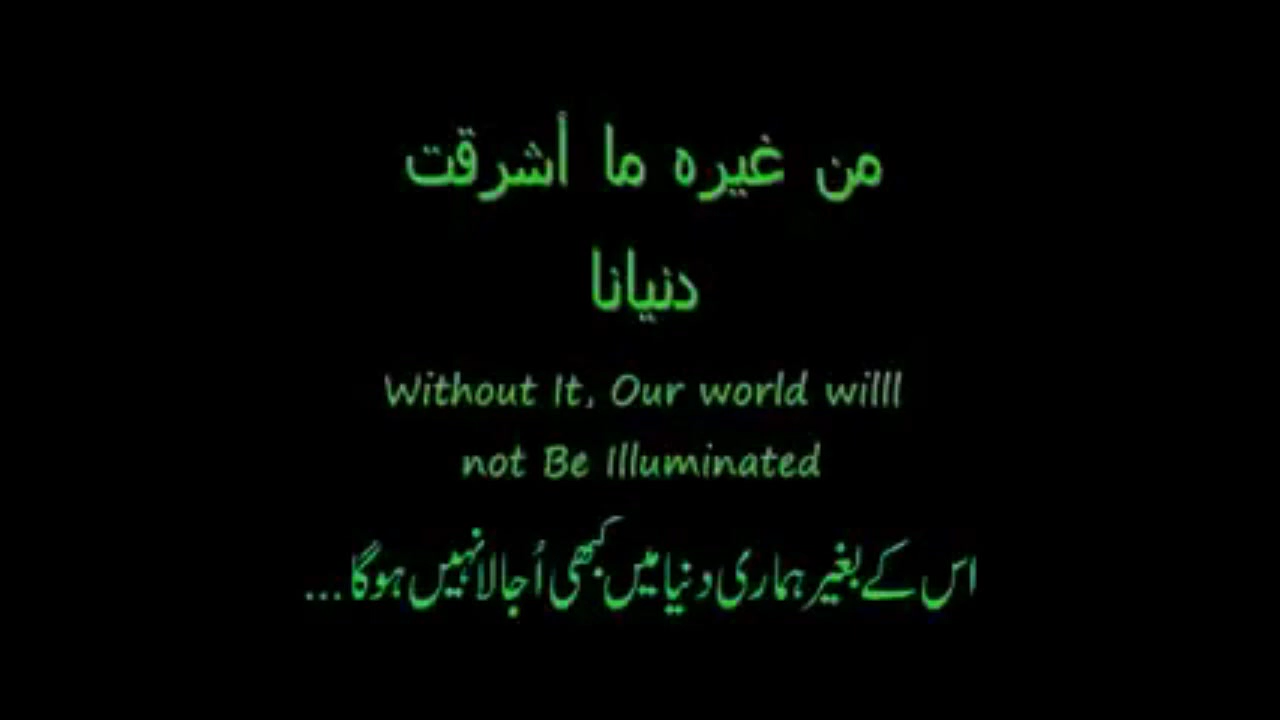 من غيره ما أشرقت
دنيانا
Without It, Our world willl
not Be Illuminated
اس کے بغیر ہماری دنیا میں کبھی اُجالا نہیں ہوگا...